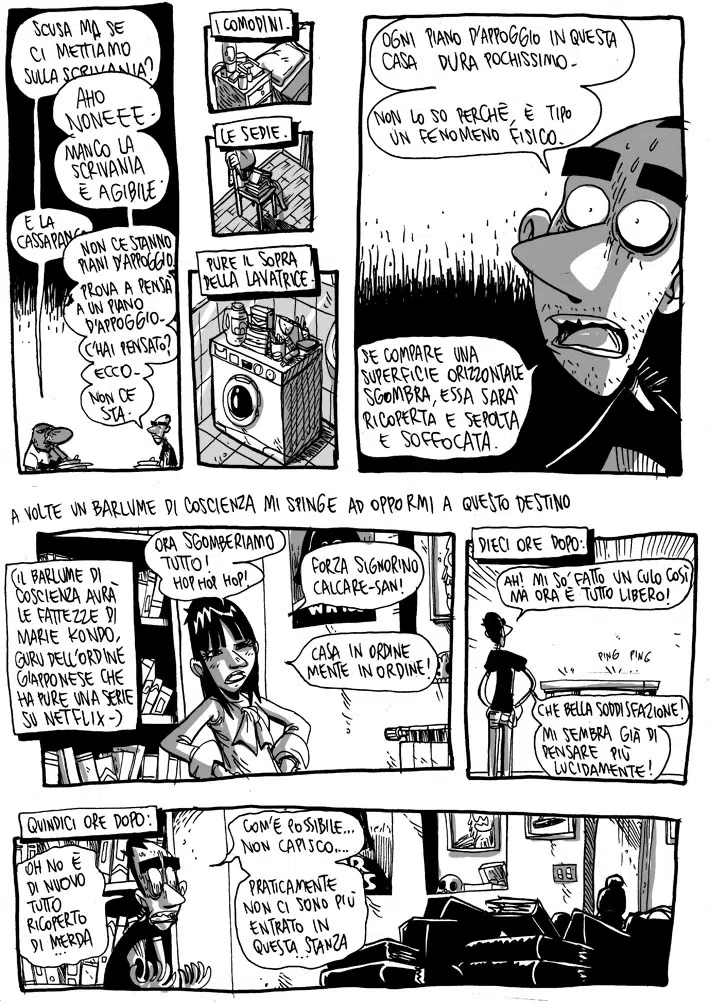 SCUSA MA SE
CI METTIAMO
SULLA SCRIVANIA?
AHO
NONEEE.
MANCO LA
SCRIVANIA
È AGIBILE.
E LA
CASSAPANCA
NON CE STANNO
PIANI D'APPOGGIO.
PROVA A PENSÀ
A UN PIANO
D'APPOGGIO.
C'HAI PENSATO?
ECCO.
NON CE
STA.
I COMODINI.
LE SEDIE.
PURE IL SOPRA
DELLA LAVATRICE.
OGNI PIANO D'APPOGGIO IN QUESTA
CASA DURA POCHISSIMO.
NON LO SO PERCHÈ, È TIPO
UN FENOMENO FISICO.
SE COMPARE UNA
SUPERFICIE ORIZZONTALE
SGOMBRA, ESSA SARÀ
RICOPERTA E SEPOLTA
E SOFFOCATA.
A VOLTE UN BARLUME DI COSCIENZA MI SPINGE AD OPPORMI A QUESTO DESTINO
(IL BARLUME DI
COSCIENZA AVRÀ
LE FATTEZZE DI
MARIE KONDO,
GURU DELL'ORDINE
GIAPPONESE CHE
HA PURE UNA SERIE
SU NETFLIX-)
ORA SGOMBERIAMO
TUTTO!
HOP HOP HOP!
FORZA SIGNORINO
CALCARE-SAN!
CASA IN ORDINE
MENTE IN ORDINE!
DIECI ORE DOPO:
AH! MI SO' FATTO UN CULO COSÌ
MA ORA È TUTTO LIBERO!
PING PING
CHE BELLA SODDISFAZIONE!
MI SEMBRA GIÀ DI
PENSARE PIÙ
LUCIDAMENTE!
QUINDICI ORE DOPO:
OH NO È
DI NUOVO
TUTTO
RICOPERTO
DI MERDA
COM'È POSSIBILE...
NON CAPISCO....
PRATICAMENTE
NON CI SONO PIÙ
ENTRATO IN
QUESTA STANZA